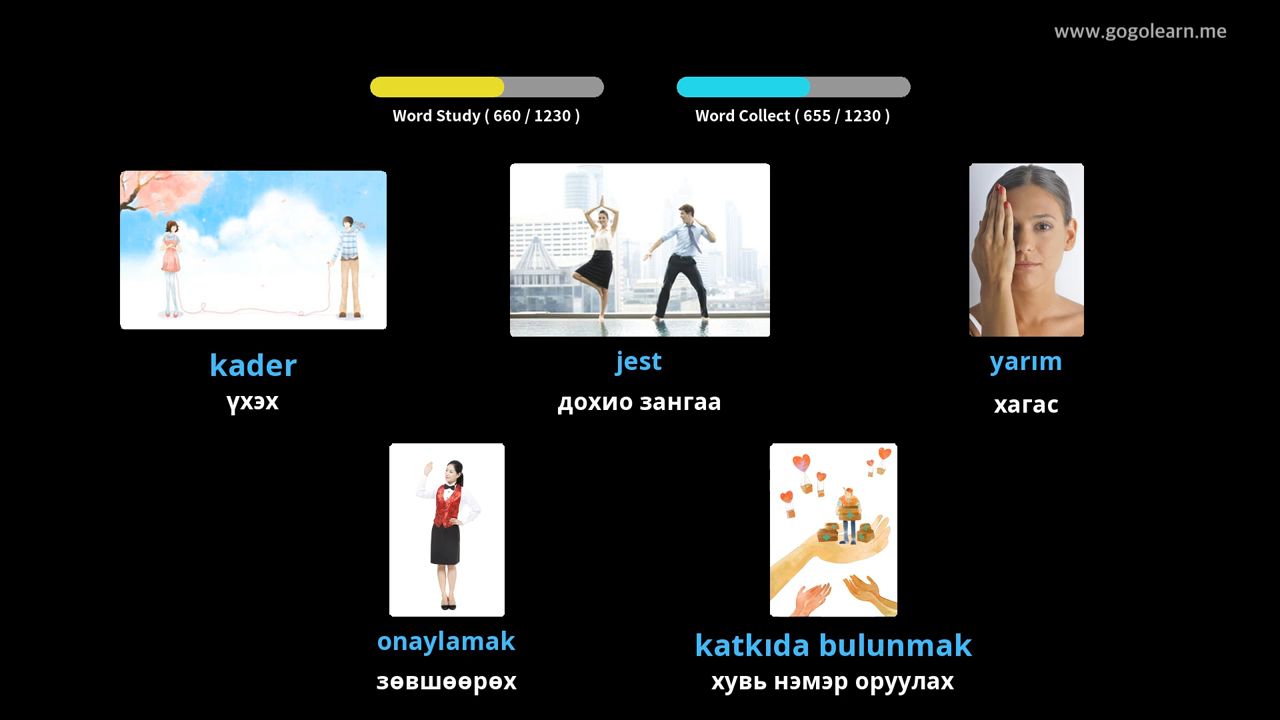 www.gogolearn.me
Word Study ( 660 / 1230 )
Word Collect ( 655 / 1230 )
kader
үхэх
jest
дохио зангаа
yarım
хагас
onaylamak
зөвшөөрөх
katkıda bulunmak
хувь нэмэр оруулах